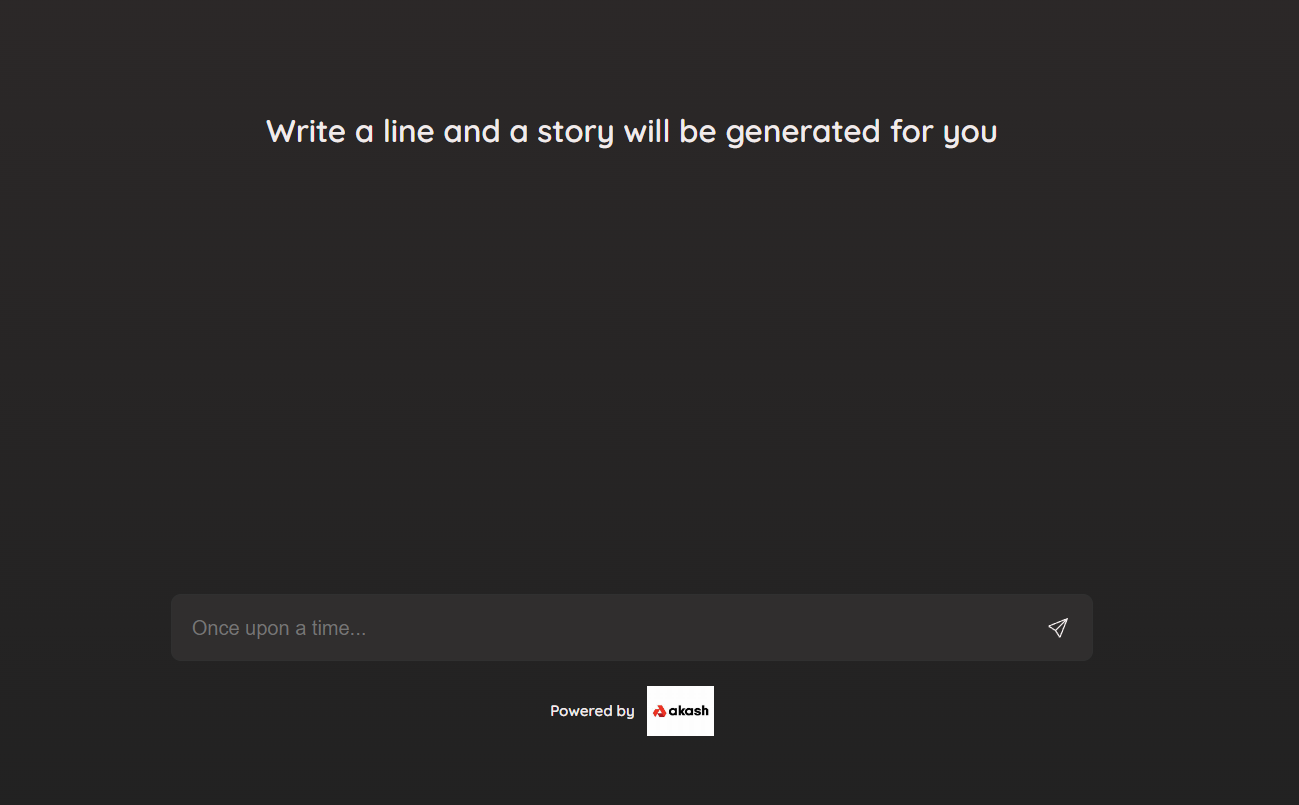 Write a line and a story will be generated for you
Once upon a time...
Powered by akash